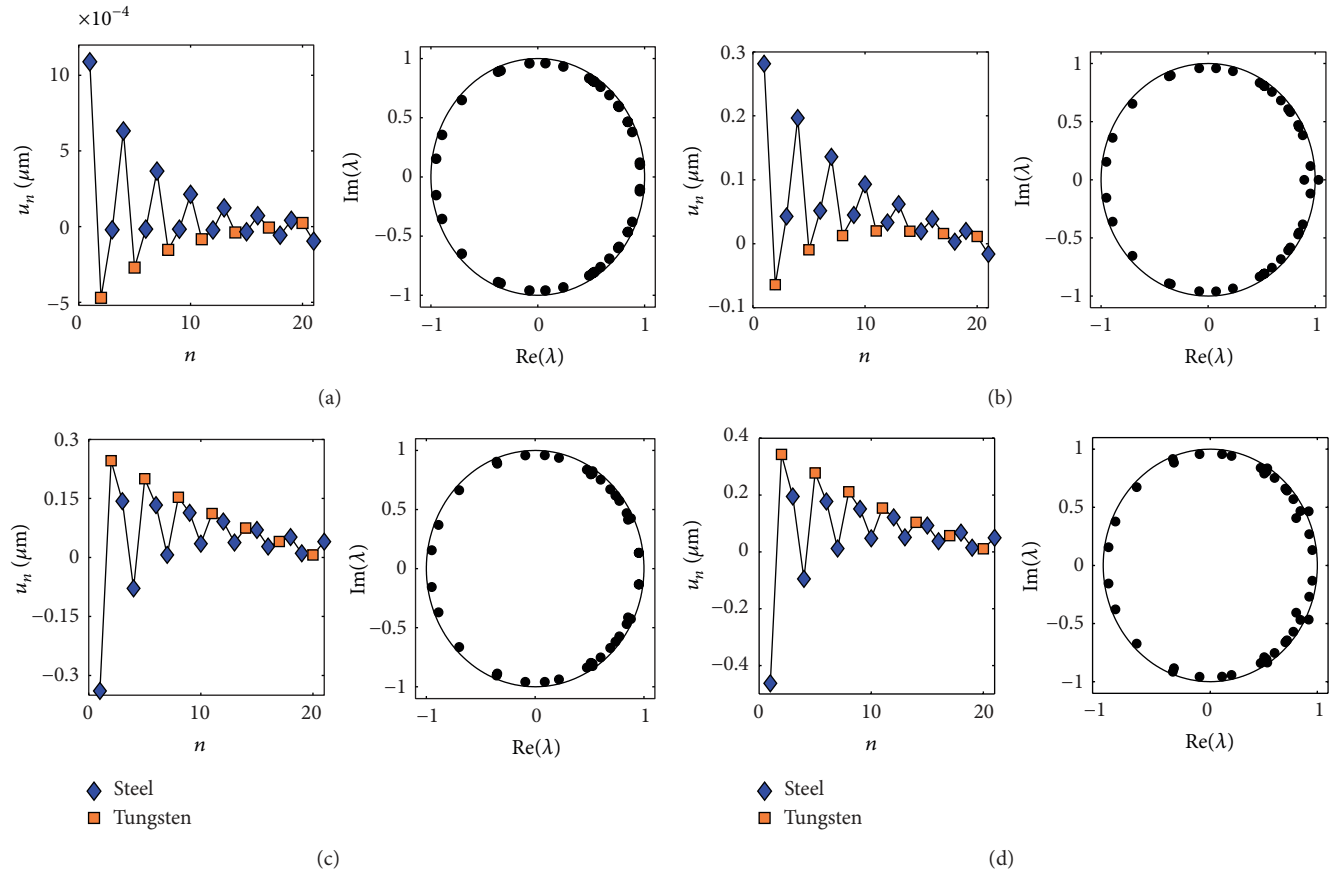 ×10⁻⁴
10
5
0
−5
0
10
20
uₙ (μm)
n
1
0.5
0
−0.5
−1
−1
0
1
Im(λ)
Re(λ)
(a)
0.3
0.2
0.1
0
−0.1
0
10
20
uₙ (μm)
n
1
0.5
0
−0.5
−1
−1
0
1
Im(λ)
Re(λ)
(b)
0.3
0.15
0
−0.15
−0.3
0
10
20
uₙ (μm)
n
1
0.5
0
−0.5
−1
−1
0
1
Im(λ)
Re(λ)
Steel
Tungsten
(c)
0.4
0.2
0
−0.2
−0.4
0
10
20
uₙ (μm)
n
1
0.5
0
−0.5
−1
−1
0
1
Im(λ)
Re(λ)
Steel
Tungsten
(d)